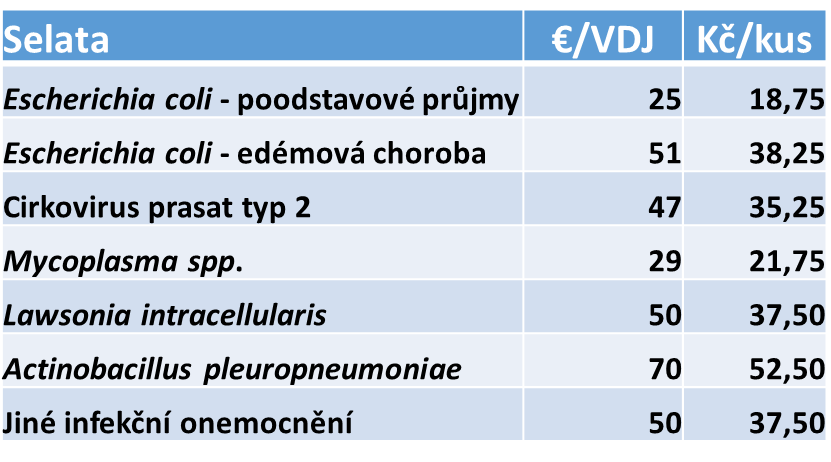 Selata €/VDJ Kč/kus
Escherichia coli - poodstavové průjmy 25 18,75
Escherichia coli - edémová choroba 51 38,25
Cirkovirus prasat typ 2 47 35,25
Mycoplasma spp. 29 21,75
Lawsonia intracellularis 50 37,50
Actinobacillus pleuropneumoniae 70 52,50
Jiné infekční onemocnění 50 37,50